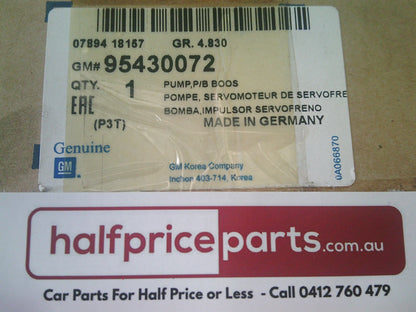 07894 18157 GR. 4.830
GM# 95430072
QTY. 1 PUMP,P/B BOOS
POMPE, SERVOMOTEUR DE SERVOFRE
EAC BOMBA,IMPULSOR SERVOFRENO
(P3T) MADE IN GERMANY
Genuine
GM
GM Korea Company
Inchon 403-714, Korea
0A066870
halfpriceparts.com.au
Car Parts For Half Price or Less - Call 0412 760 479